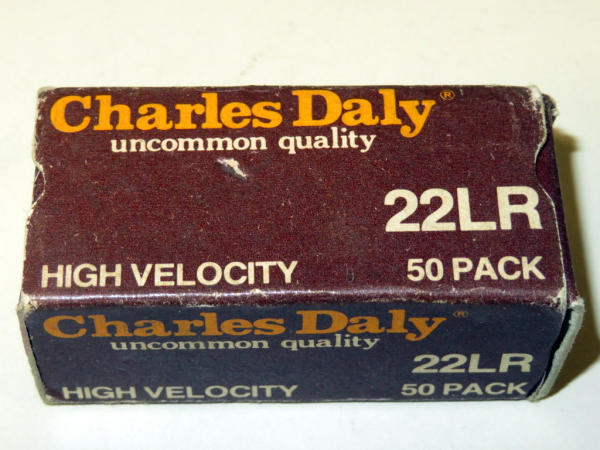 Charles Daly®
uncommon quality
22LR
HIGH VELOCITY 50 PACK
Charles Daly®
uncommon quality
22LR
HIGH VELOCITY 50 PACK